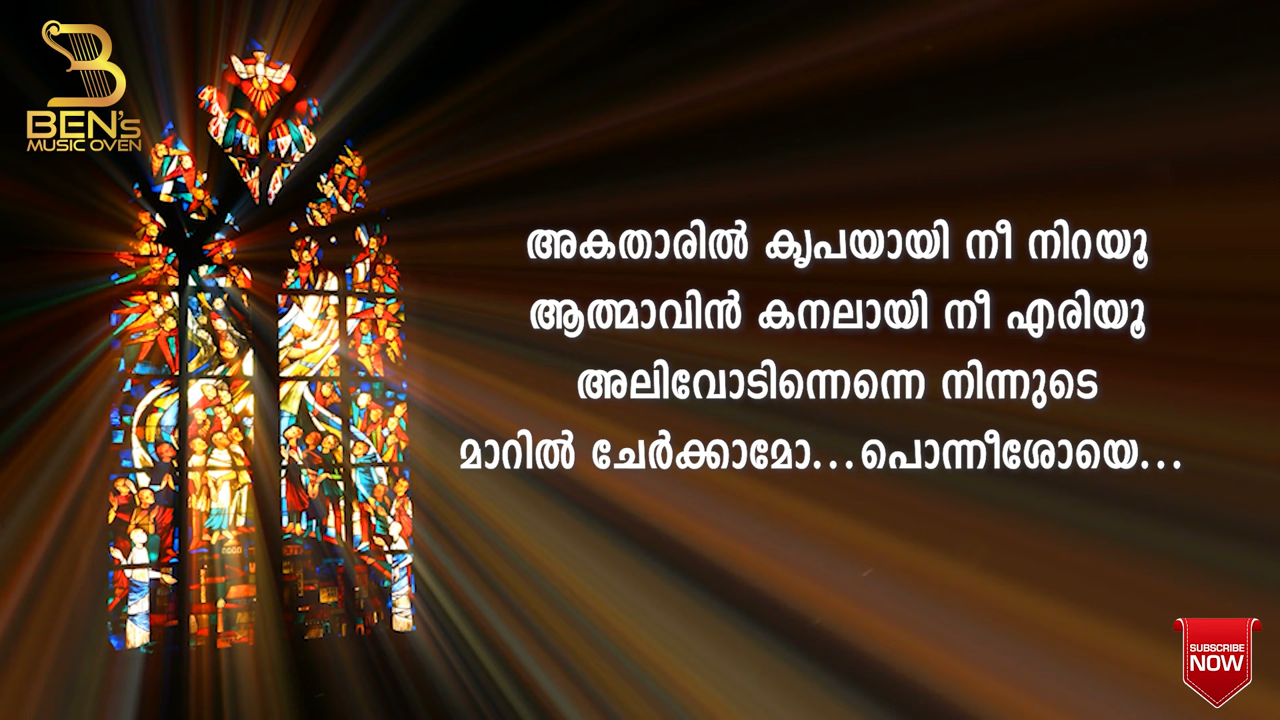 BEN's
MUSIC OVEN
അകതാരിൽ കൃപയായി നീ നിറയൂ
ആത്മാവിൻ കനലായി നീ എരിയൂ
അലിവോടിന്നെന്നെ നിന്നുടെ
മാറിൽ ചേർക്കാമോ...പൊന്നീശോയെ...
SUBSCRIBE
NOW